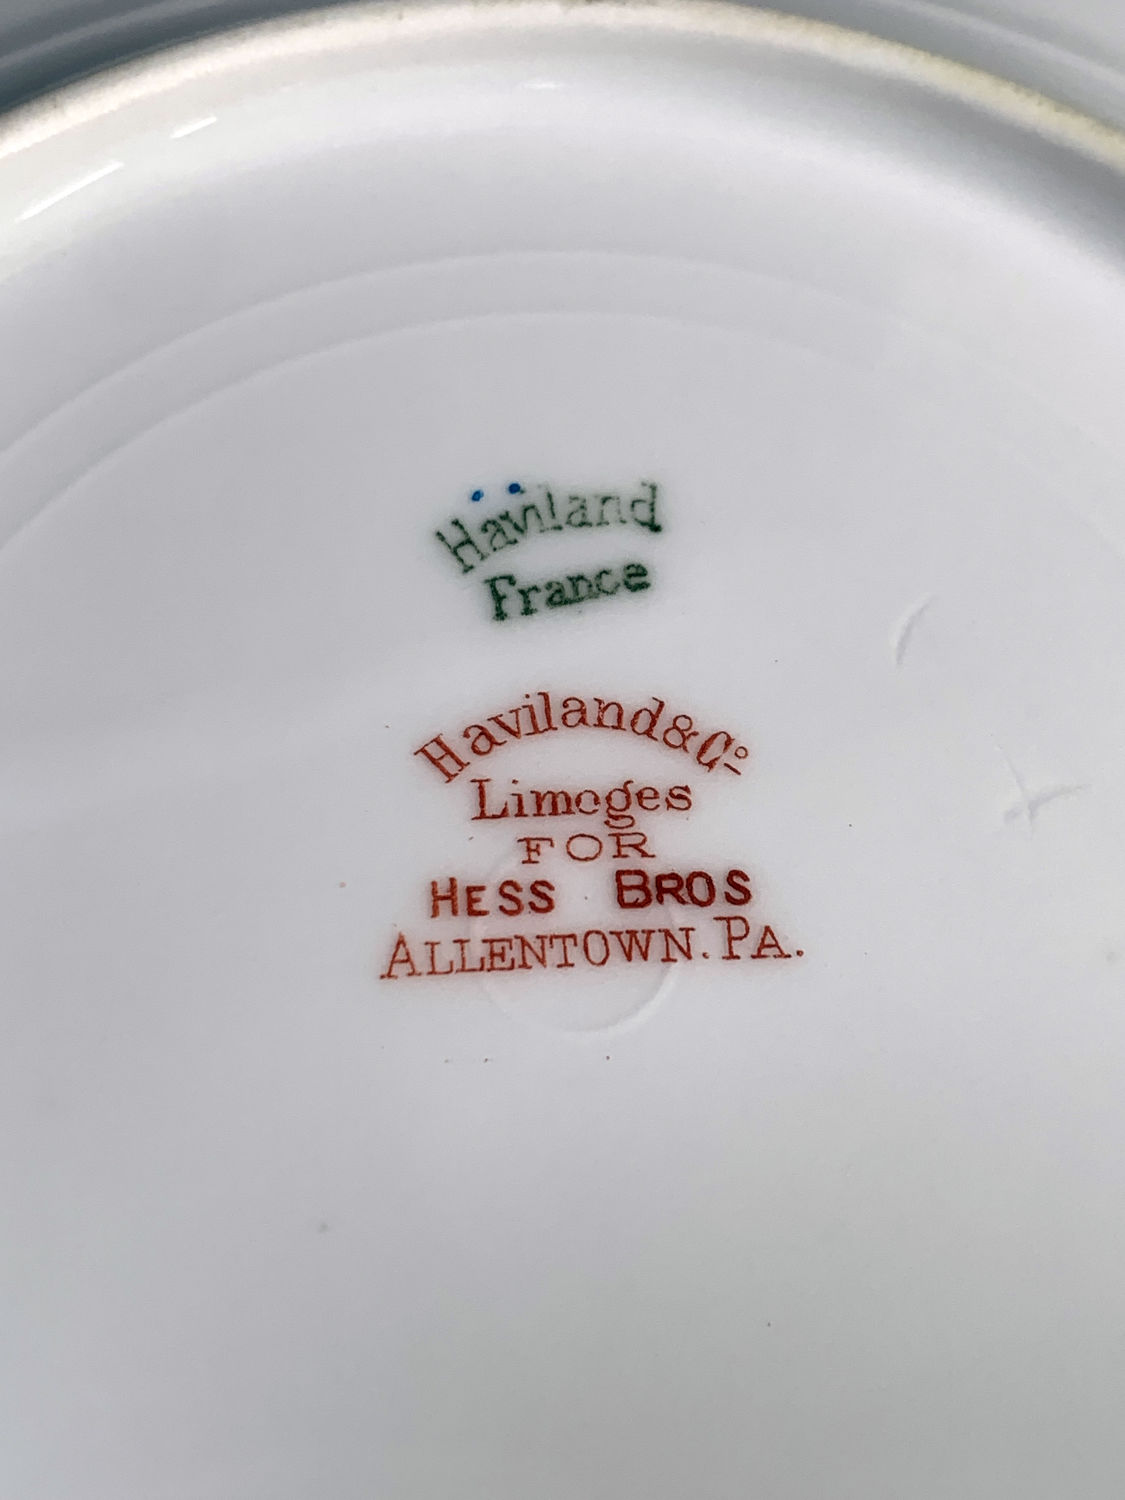 Haviland
France
Haviland & Co.
Limoges
FOR
HESS BROS
ALLENTOWN. PA.